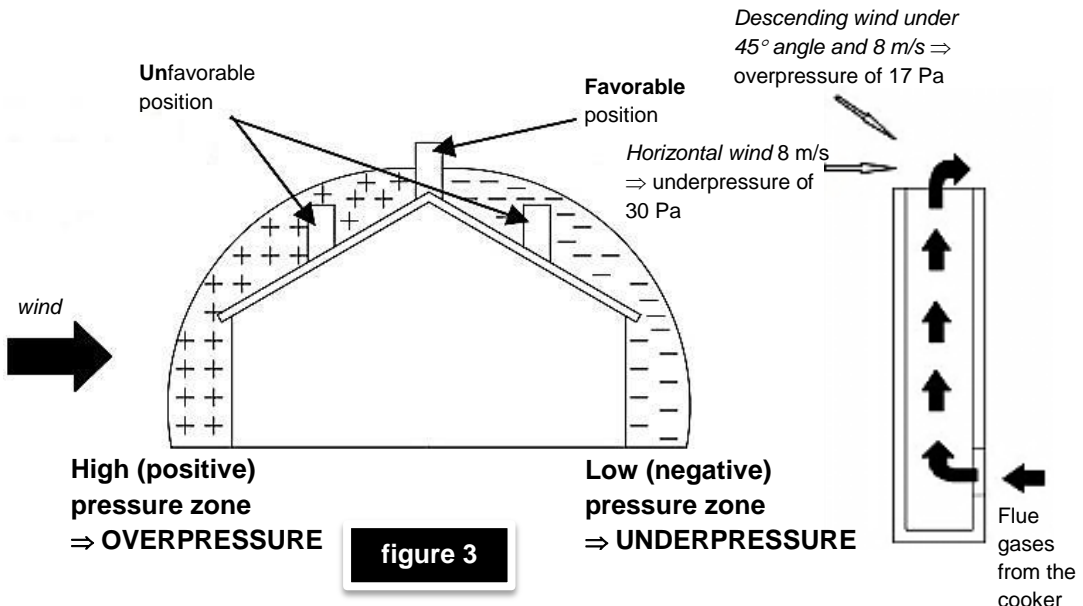 Descending wind under
45° angle and 8 m/s ⇒
overpressure of 17 Pa
Unfavorable
position
Favorable
position
Horizontal wind 8 m/s
⇒ underpressure of
30 Pa
wind
High (positive)
pressure zone
⇒ OVERPRESSURE
Low (negative)
pressure zone
⇒ UNDERPRESSURE
figure 3
Flue
gases
from the
cooker